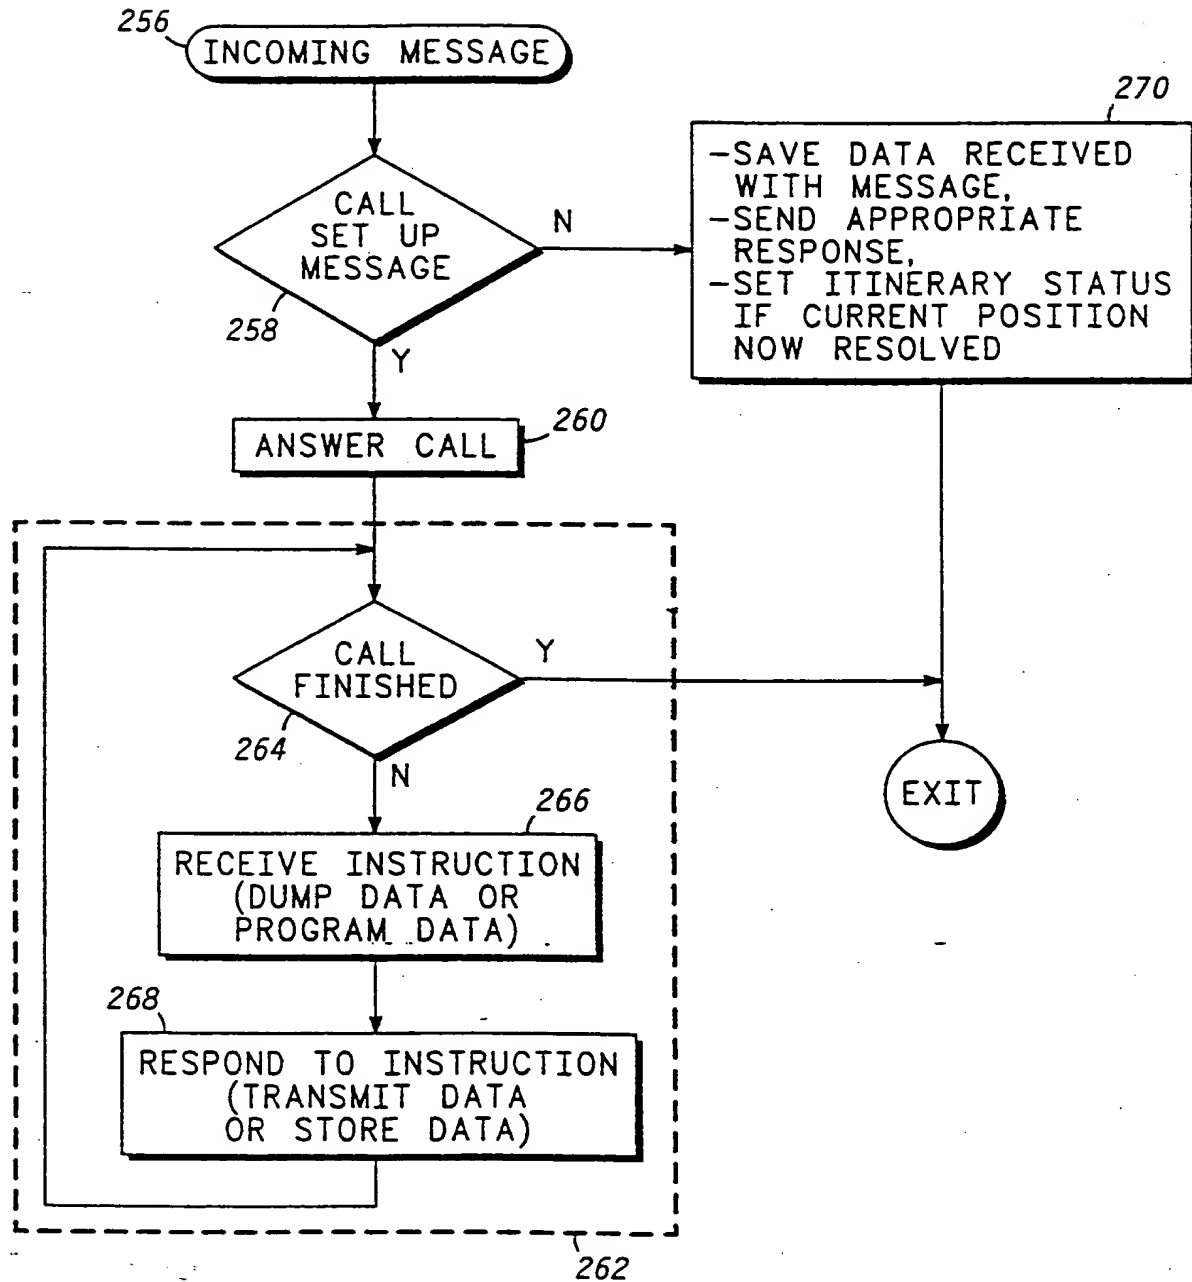 256
INCOMING MESSAGE
270
-SAVE DATA RECEIVED
WITH MESSAGE,
-SEND APPROPRIATE
RESPONSE,
-SET ITINERARY STATUS
IF CURRENT POSITION
NOW RESOLVED
CALL
SET UP
MESSAGE
N
258
Y
ANSWER CALL
260
CALL
FINISHED
Y
264
N
EXIT
266
RECEIVE INSTRUCTION
(DUMP DATA OR
PROGRAM DATA)
268
RESPOND TO INSTRUCTION
(TRANSMIT DATA
OR STORE DATA)
262